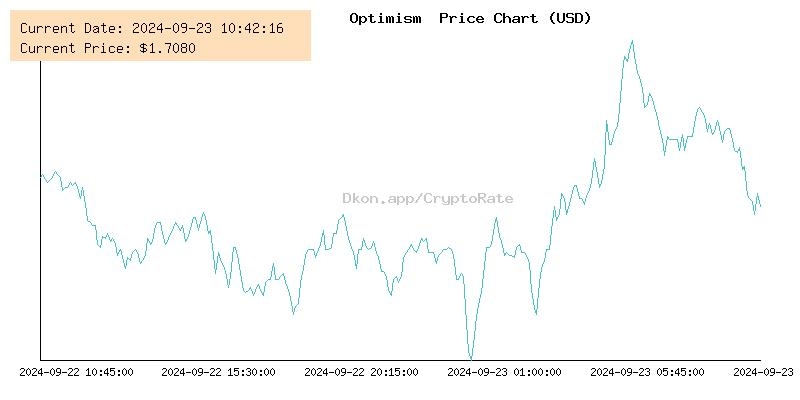 Optimism  Price Chart (USD)
Current Date: 2024-09-23 10:42:16
Current Price: $1.7080
Dkon.app/CryptoRate
2024-09-22 10:45:00 2024-09-22 15:30:00 2024-09-22 20:15:00 2024-09-23 01:00:00 2024-09-23 05:45:00 2024-09-23